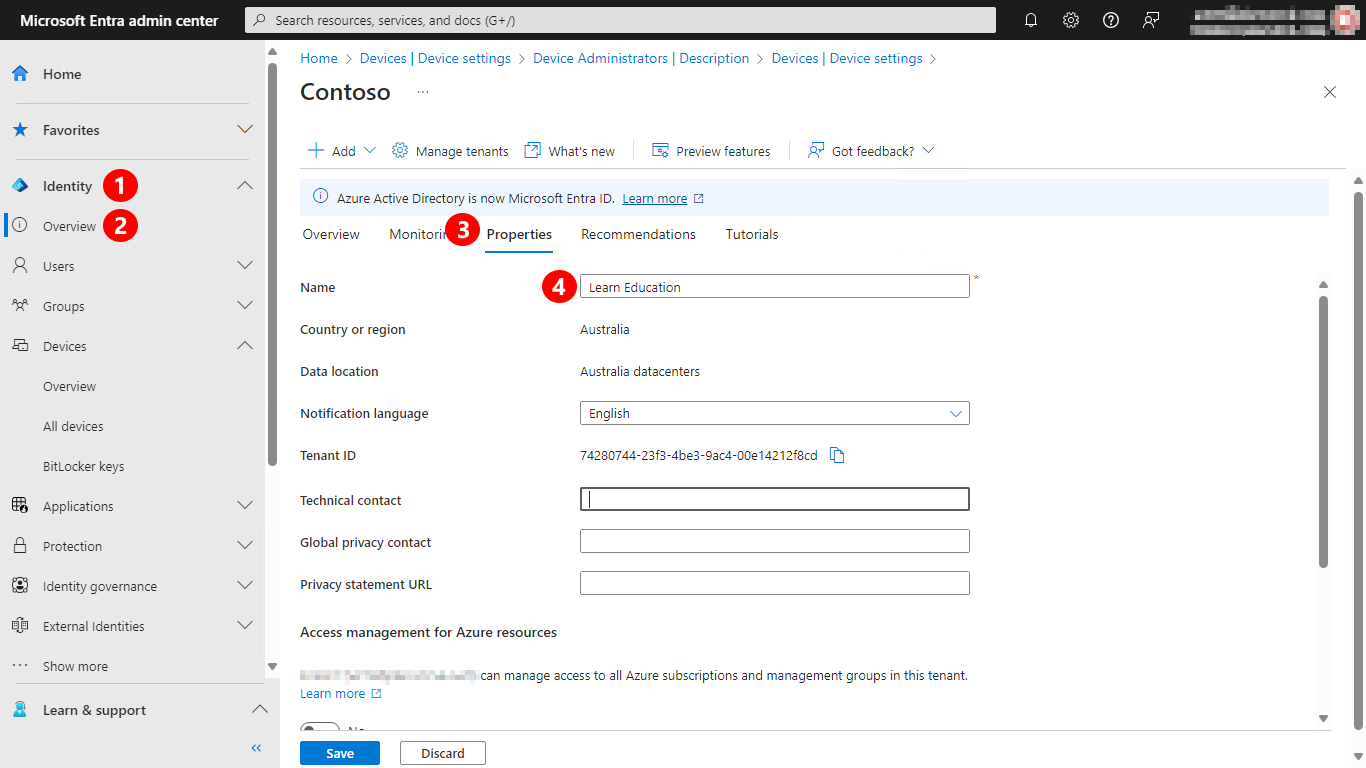 Microsoft Entra admin center
Search resources, services, and docs (G+/)
Home
Favorites
Identity 1
Overview 2
Users
Groups
Devices
Overview
All devices
BitLocker keys
Applications
Protection
Identity governance
External Identities
Show more
Learn & support
Home > Devices | Device settings > Device Administrators | Description > Devices | Device settings >
Contoso ...
Add Manage tenants What's new Preview features Got feedback?
Azure Active Directory is now Microsoft Entra ID. Learn more
Overview Monitorin 3 Properties Recommendations Tutorials
Name 4 Learn Education *
Country or region Australia
Data location Australia datacenters
Notification language English
Tenant ID 74280744-23f3-4be3-9ac4-00e14212f8cd
Technical contact
Global privacy contact
Privacy statement URL
Access management for Azure resources
can manage access to all Azure subscriptions and management groups in this tenant.
Learn more
No
Save Discard